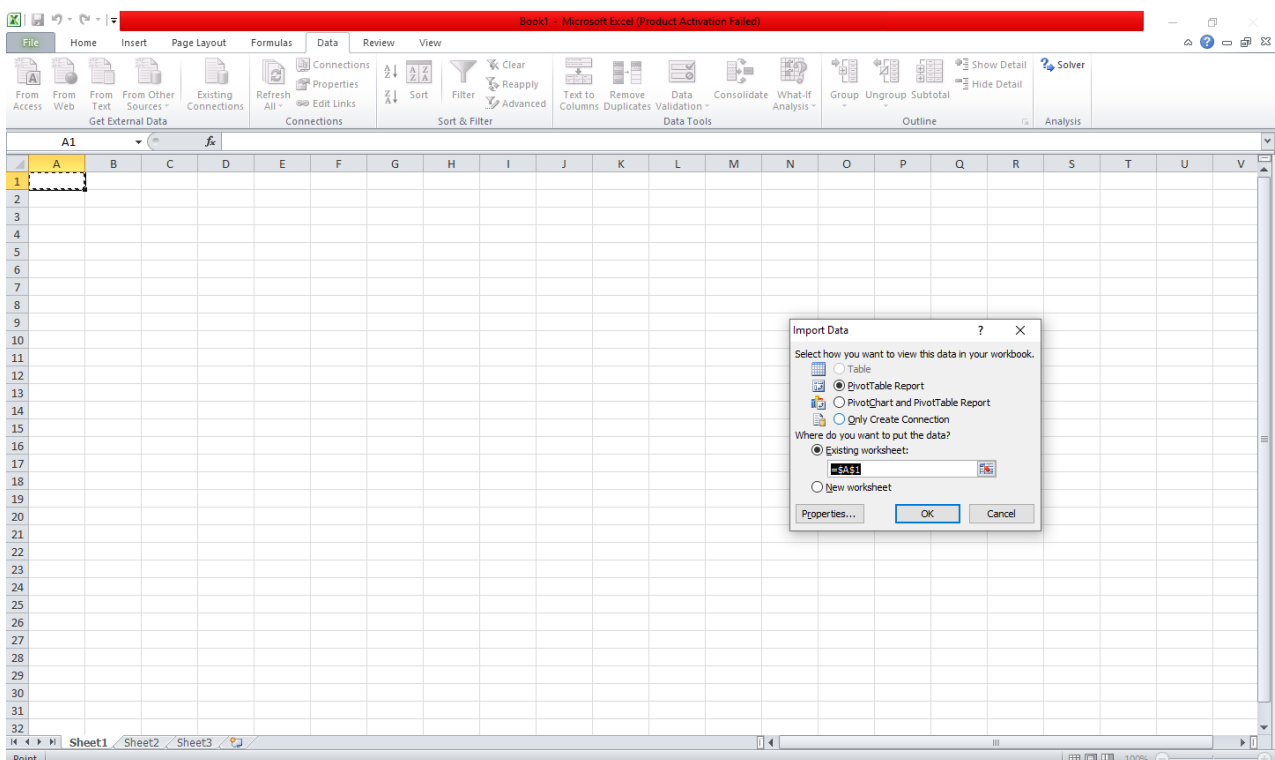 Book1 - Microsoft Excel (Product Activation Failed)
File Home Insert Page Layout Formulas Data Review View
From Access
From Web
From Text
From Other Sources
Existing Connections
Get External Data
Refresh All
Connections
Properties
Edit Links
Connections
Sort
Filter
Clear
Reapply
Advanced
Sort & Filter
Text to Columns
Remove Duplicates
Data Validation
Consolidate
What-If Analysis
Data Tools
Group
Ungroup
Subtotal
Show Detail
Hide Detail
Outline
Solver
Analysis
A1 fx
A B C D E F G H I J K L M N O P Q R S T U V
1
2
3
4
5
6
7
8
9
10
11
12
13
14
15
16
17
18
19
20
21
22
23
24
25
26
27
28
29
30
31
32
Import Data ?
Select how you want to view this data in your workbook.
Table
PivotTable Report
PivotChart and PivotTable Report
Only Create Connection
Where do you want to put the data?
Existing worksheet:
=$A$1
New worksheet
Properties... OK Cancel
Sheet1 Sheet2 Sheet3
Point 100%